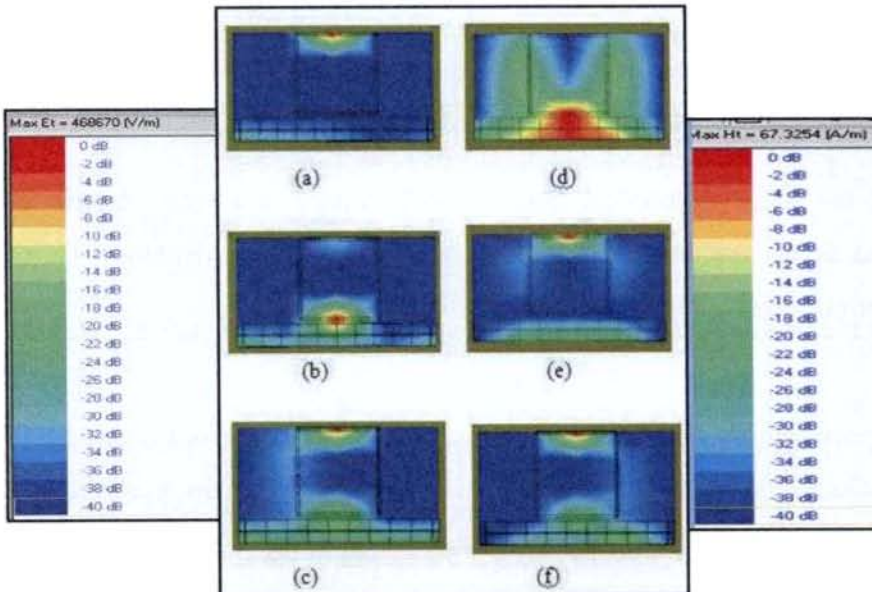 Max Et = 468670 (V/m)
0 dB
-2 dB
-4 dB
-6 dB
-8 dB
-10 dB
-12 dB
-14 dB
-16 dB
-18 dB
-20 dB
-22 dB
-24 dB
-26 dB
-28 dB
-30 dB
-32 dB
-34 dB
-36 dB
-38 dB
-40 dB
(a)
(d)
(b)
(e)
(c)
(f)
Max Ht = 67.3254 (A/m)
0 dB
-2 dB
-4 dB
-6 dB
-8 dB
-10 dB
-12 dB
-14 dB
-16 dB
-18 dB
-20 dB
-22 dB
-24 dB
-26 dB
-28 dB
-30 dB
-32 dB
-34 dB
-36 dB
-38 dB
-40 dB